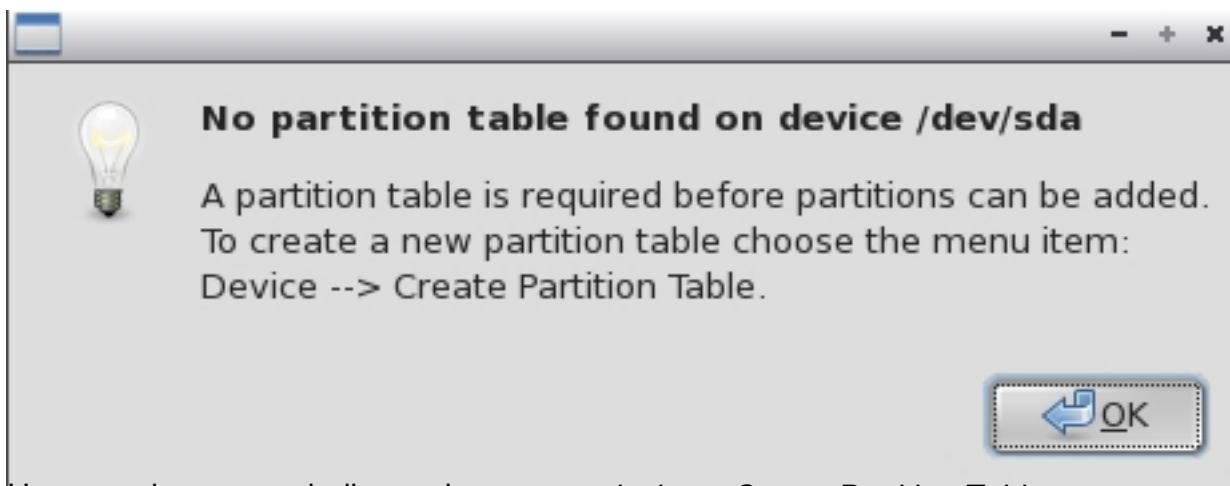 No partition table found on device /dev/sda
A partition table is required before partitions can be added.
To create a new partition table choose the menu item:
Device --> Create Partition Table.
OK